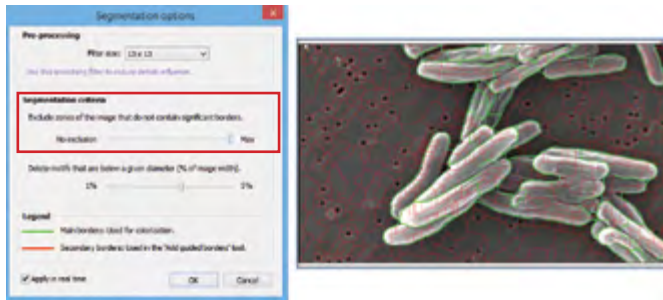 Segmentation options
Pre-processing
Filter size: 13 x 13
Use this smoothing filter to reduce details influence.
Segmentation criteria
Exclude zones of the image that do not contain significant borders.
No exclusion Max
Delete motifs that are below a given diameter (% of image width).
1% 5%
Legend
Main borders: Used for colorization.
Secondary borders: Used in the "Add guided borders" tool.
Apply in real time OK Cancel